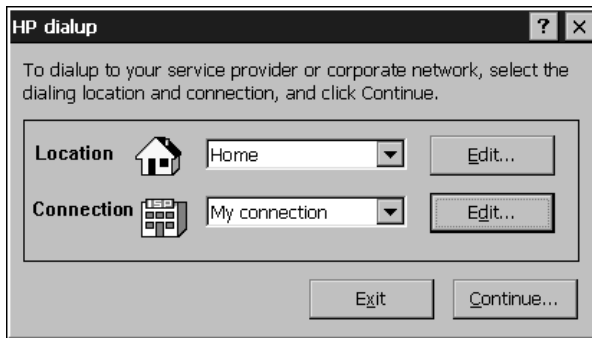 HP dialup
To dialup to your service provider or corporate network, select the
dialing location and connection, and click Continue.
Location Home Edit...
Connection ISP My connection Edit...
Exit Continue...